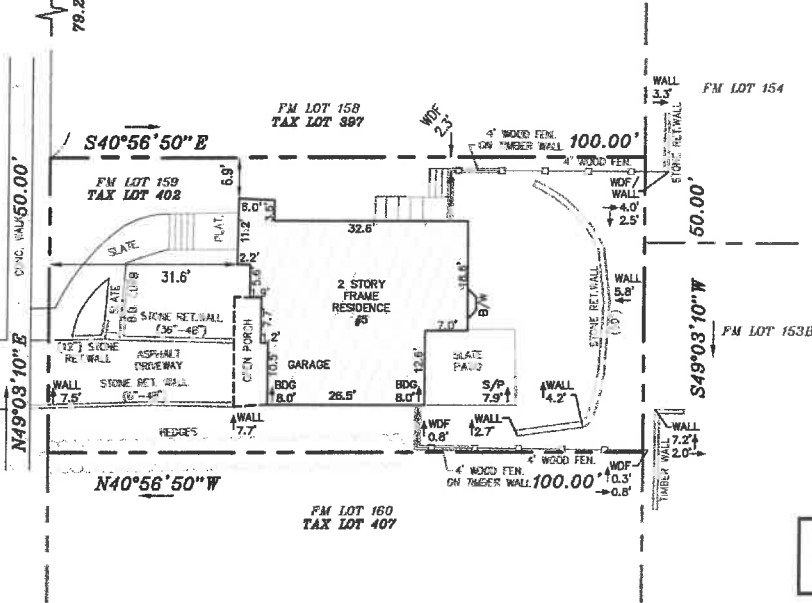 79.2
FM LOT 158
TAX LOT 397
FM LOT 154
WALL
3.3'
STONE RET.WALL
S40°56'50"E
WDF
2.3'
4' WOOD FEN.
ON TIMBER WALL
100.00'
4' WOOD FEN.
FM LOT 159
TAX LOT 402
6.9'
WDF
WALL
4.0'
2.5'
50.00'
50.00'
CONC. WALK
8.0'
3.5'
11.2'
PLAT.
32.6'
SLATE
2.2'
31.6'
5.6'
18.6'
2 STORY
FRAME
RESIDENCE
#5
B/W
WALL
5.8'
STONE RET.WALL
SLATE
STONE RET.WALL
(36"-48")
7.7'
7.0'
FM LOT 153B
S49°03'10"W
N49°03'10"E
(12") STONE
RET.WALL
ASPHALT
DRIVEWAY
OPEN PORCH
GARAGE
10.5'
12.6'
SLATE
PATIO
STONE RET. WALL
WALL
7.5'
BDG
8.0'
26.5'
BDG
8.0'
S/P
7.9'
WALL
4.2'
HEDGES
WALL
7.7'
WDF
0.8'
WALL
2.7'
WALL
7.2'
2.0'
TIMBER WALL
4' WOOD FEN.
ON TIMBER WALL
4' WOOD FEN.
100.00'
WDF
0.3'
0.8'
N40°56'50"W
FM LOT 160
TAX LOT 407